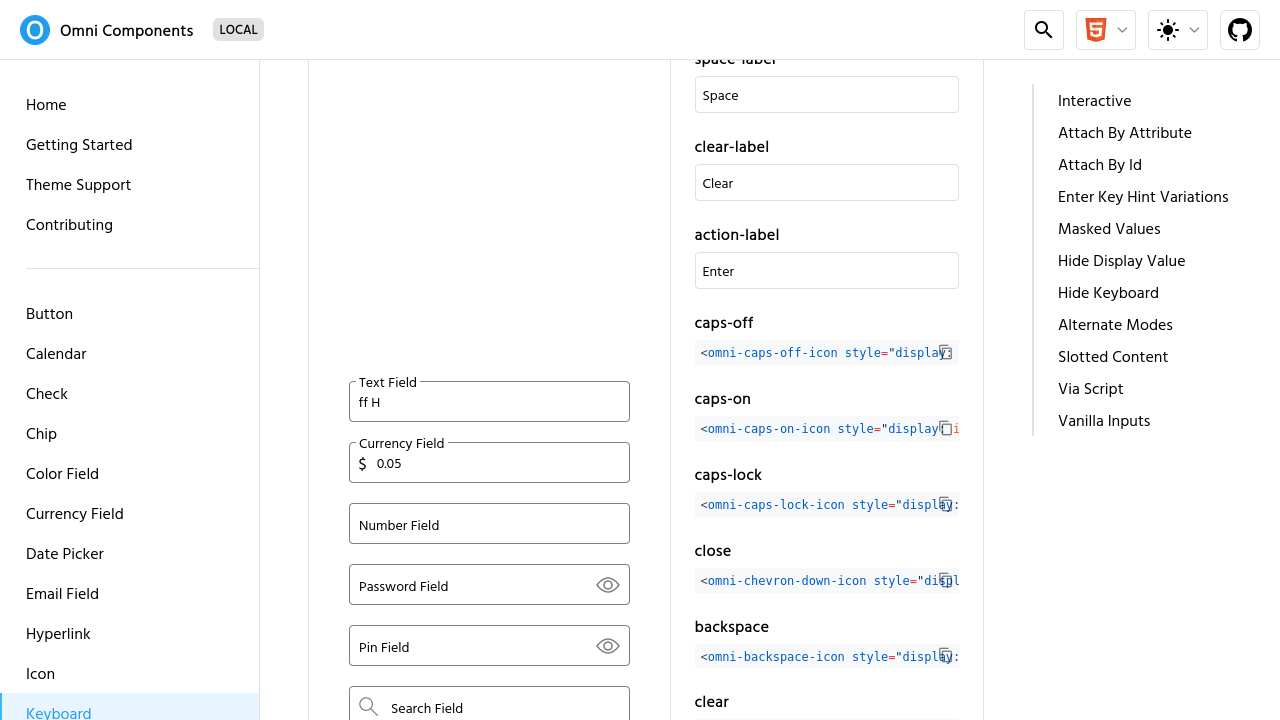 Omni Components
LOCAL
Home
Getting Started
Theme Support
Contributing
Button
Calendar
Check
Chip
Color Field
Currency Field
Date Picker
Email Field
Hyperlink
Icon
Keyboard
Text Field
ff H
Currency Field
$ 0.05
Number Field
Password Field
Pin Field
Search Field
space-label
Space
clear-label
Clear
action-label
Enter
caps-off
<omni-caps-off-icon style="display:
caps-on
<omni-caps-on-icon style="display: i
caps-lock
<omni-caps-lock-icon style="display:
close
<omni-chevron-down-icon style="displ
backspace
<omni-backspace-icon style="display:
clear
Interactive
Attach By Attribute
Attach By Id
Enter Key Hint Variations
Masked Values
Hide Display Value
Hide Keyboard
Alternate Modes
Slotted Content
Via Script
Vanilla Inputs